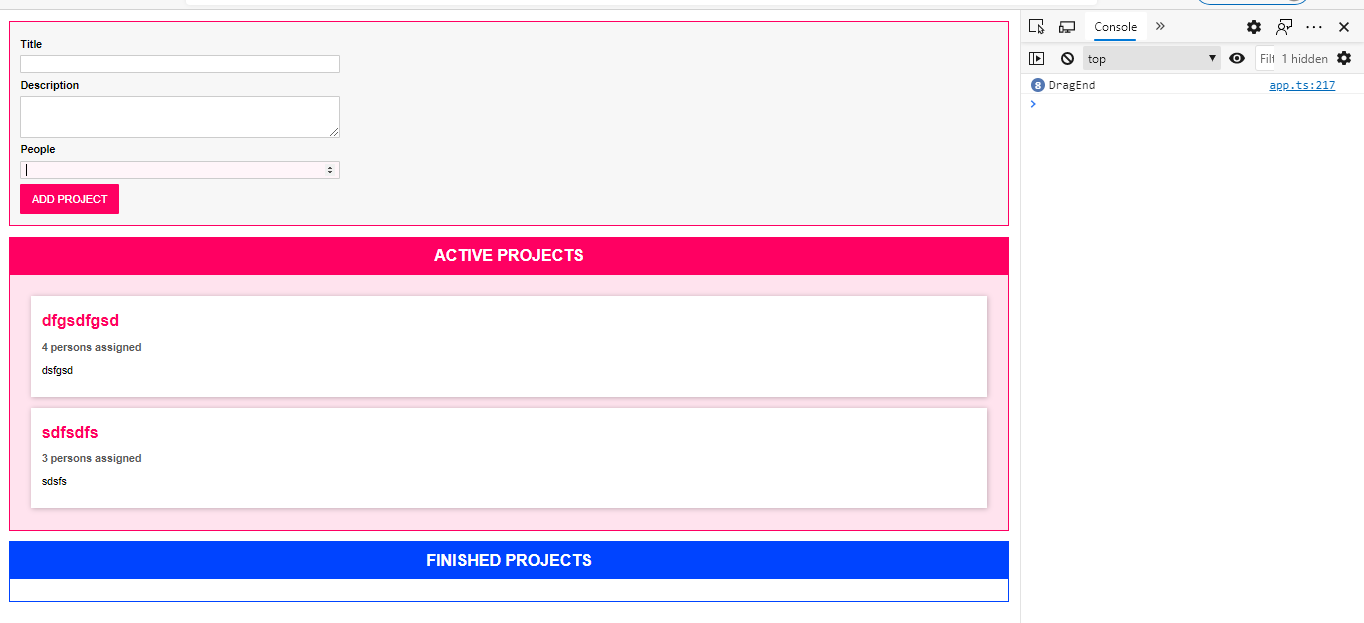 Title
Description
People
ADD PROJECT
ACTIVE PROJECTS
dfgsdfgsd
4 persons assigned
dsfgsd
sdfsdfs
3 persons assigned
sdsfs
FINISHED PROJECTS
Console
top
Filt 1 hidden
8 DragEnd app.ts:217